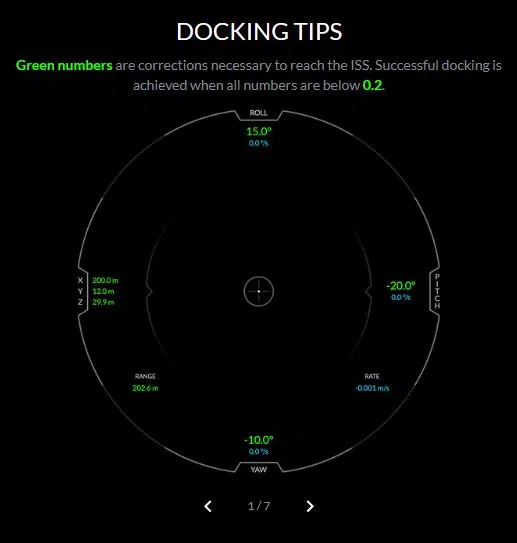 DOCKING TIPS
Green numbers are corrections necessary to reach the ISS. Successful docking is
achieved when all numbers are below 0.2.
ROLL
15.0°
0.0 °/s
X 200.0 m
Y 12.0 m
Z 29.9 m
-20.0°
0.0 °/s
PITCH
RANGE
202.6 m
RATE
-0.001 m/s
-10.0°
0.0 °/s
YAW
1 / 7